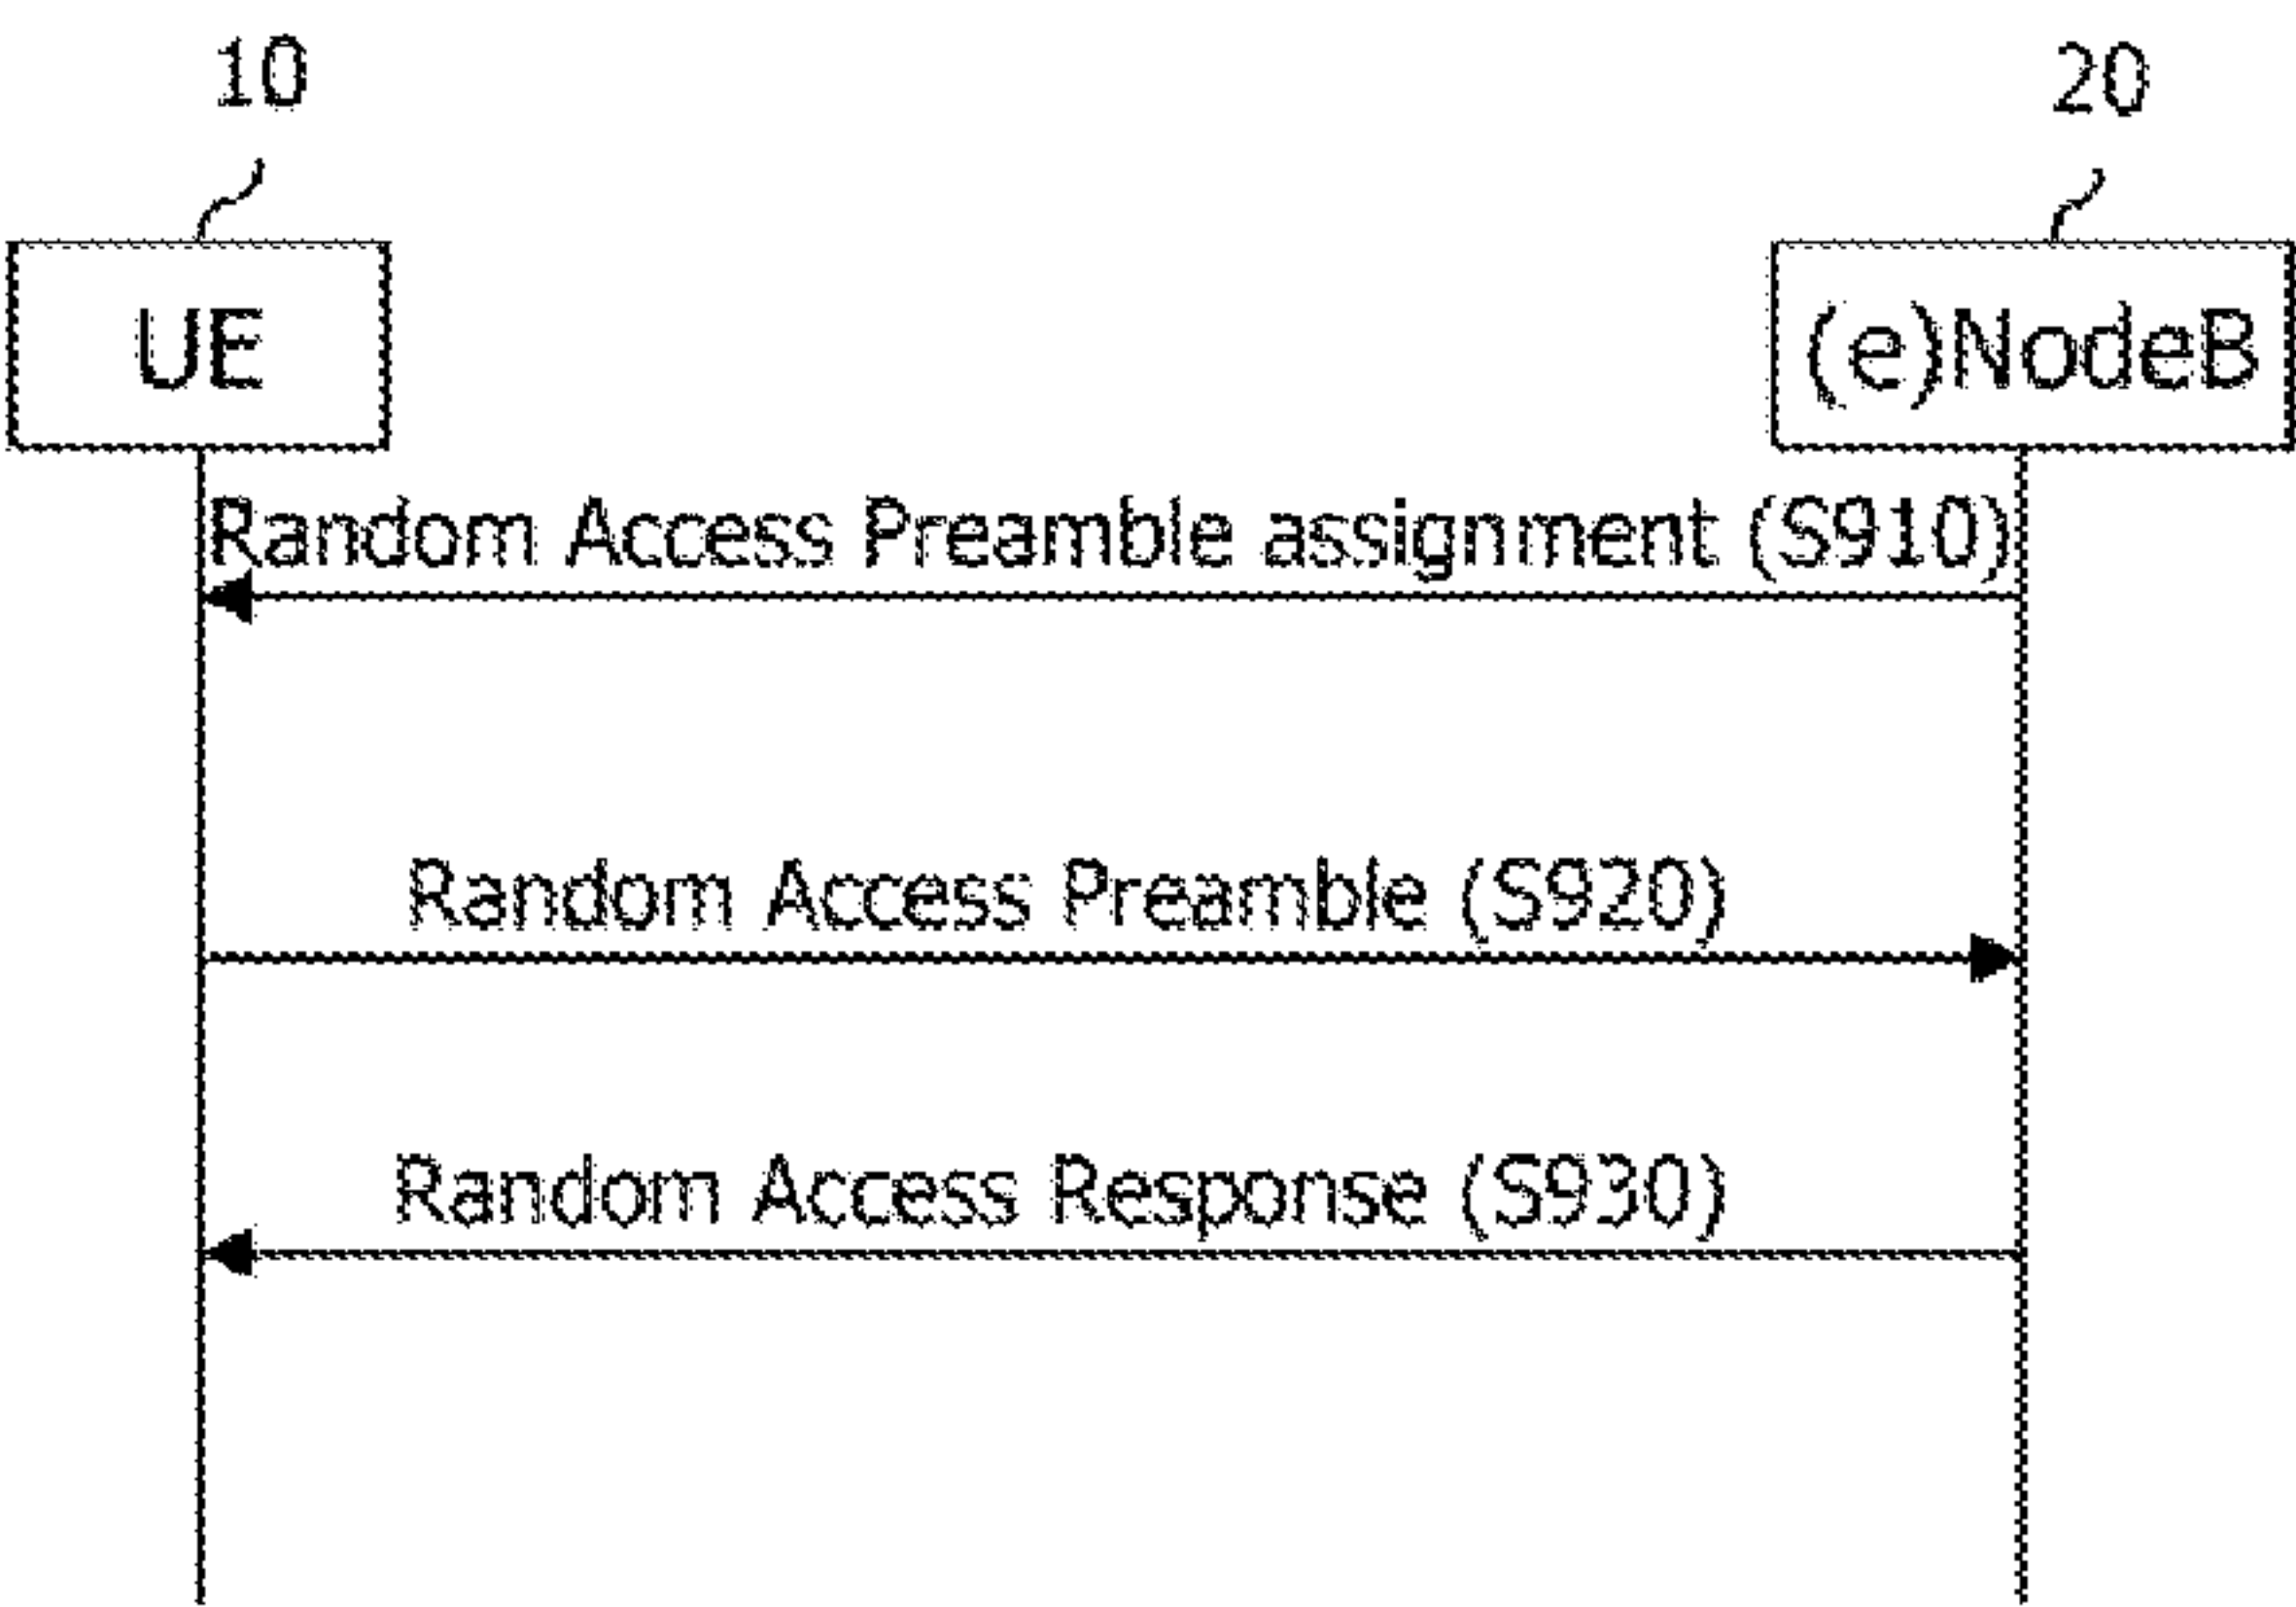 10
20
UE
(e)NodeB
Random Access Preamble assignment (S910)
Random Access Preamble (S920)
Random Access Response (S930)